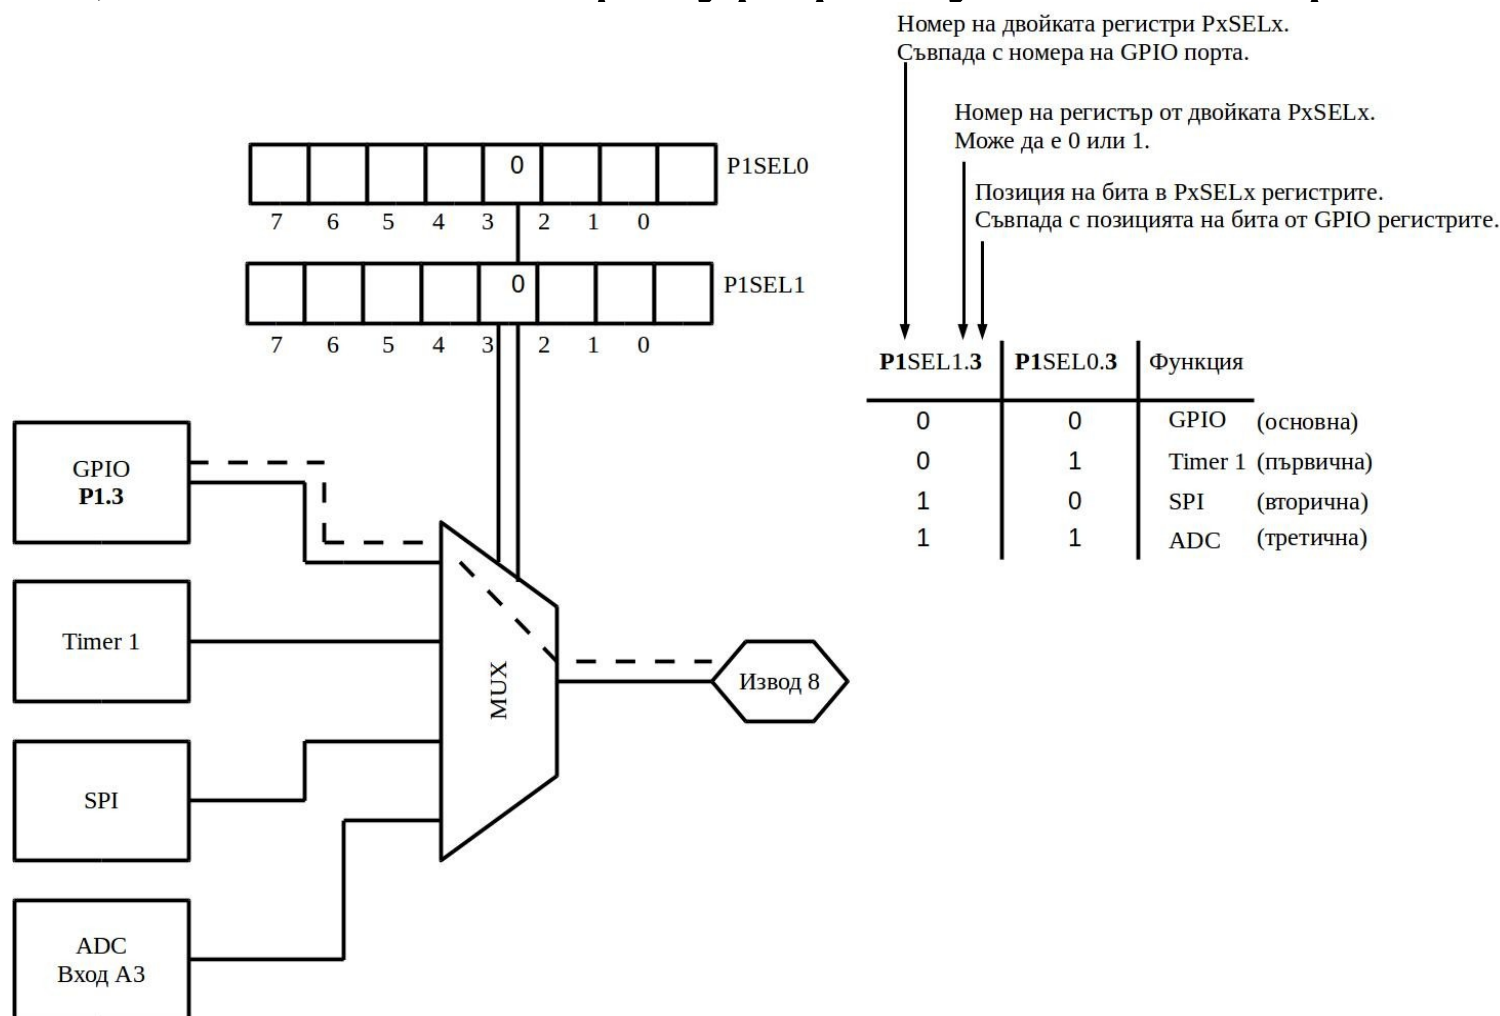 Номер на двойката регистри PxSELx.
Съвпада с номера на GPIO порта.
Номер на регистър от двойката PxSELx.
Може да е 0 или 1.
Позиция на бита в PxSELx регистрите.
Съвпада с позицията на бита от GPIO регистрите.
0 P1SEL0
7 6 5 4 3 2 1 0
0 P1SEL1
7 6 5 4 3 2 1 0
P1SEL1.3 P1SEL0.3 Функция
0 0 GPIO (основна)
0 1 Timer 1 (първична)
1 0 SPI (вторична)
1 1 ADC (третична)
GPIO
P1.3
Timer 1
MUX
Извод 8
SPI
ADC
Вход A3